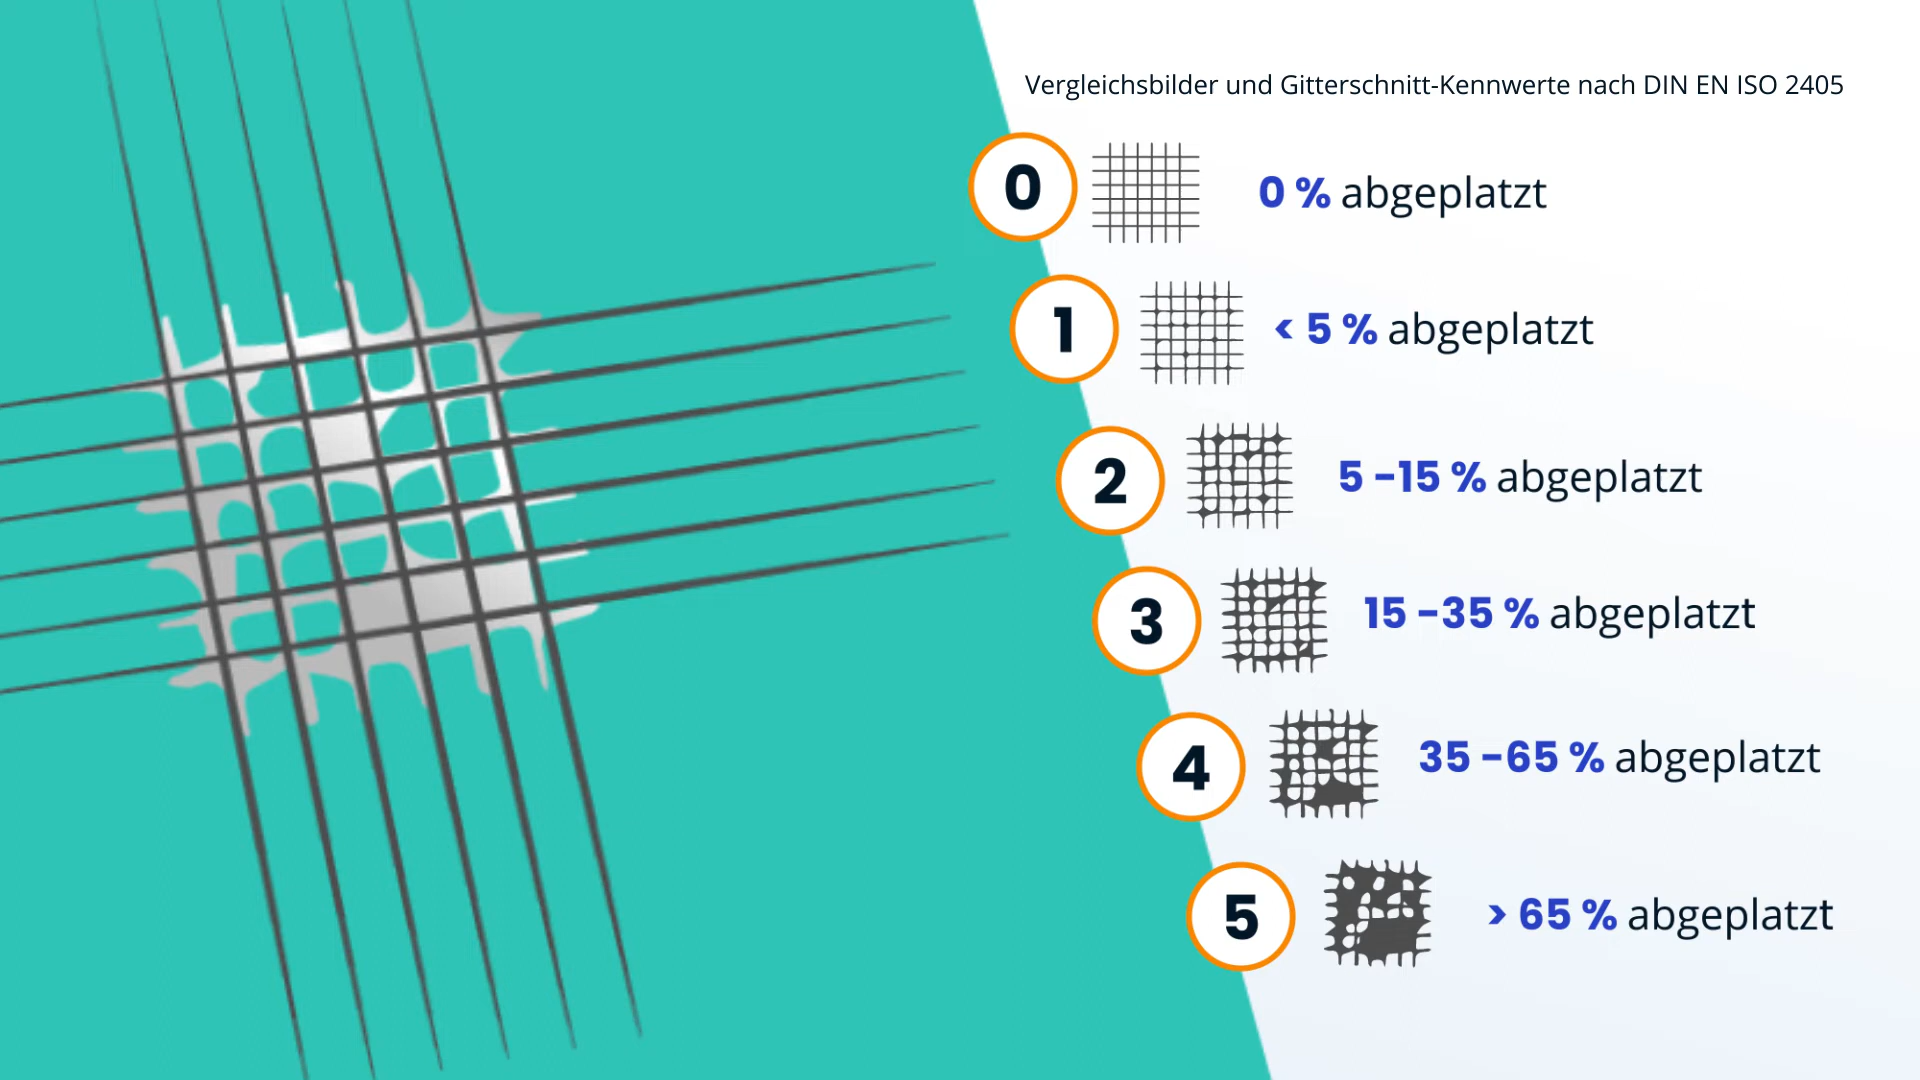 Vergleichsbilder und Gitterschnitt-Kennwerte nach DIN EN ISO 2405
0 0 % abgeplatzt
1 < 5 % abgeplatzt
2 5 -15 % abgeplatzt
3 15 -35 % abgeplatzt
4 35 -65 % abgeplatzt
5 > 65 % abgeplatzt